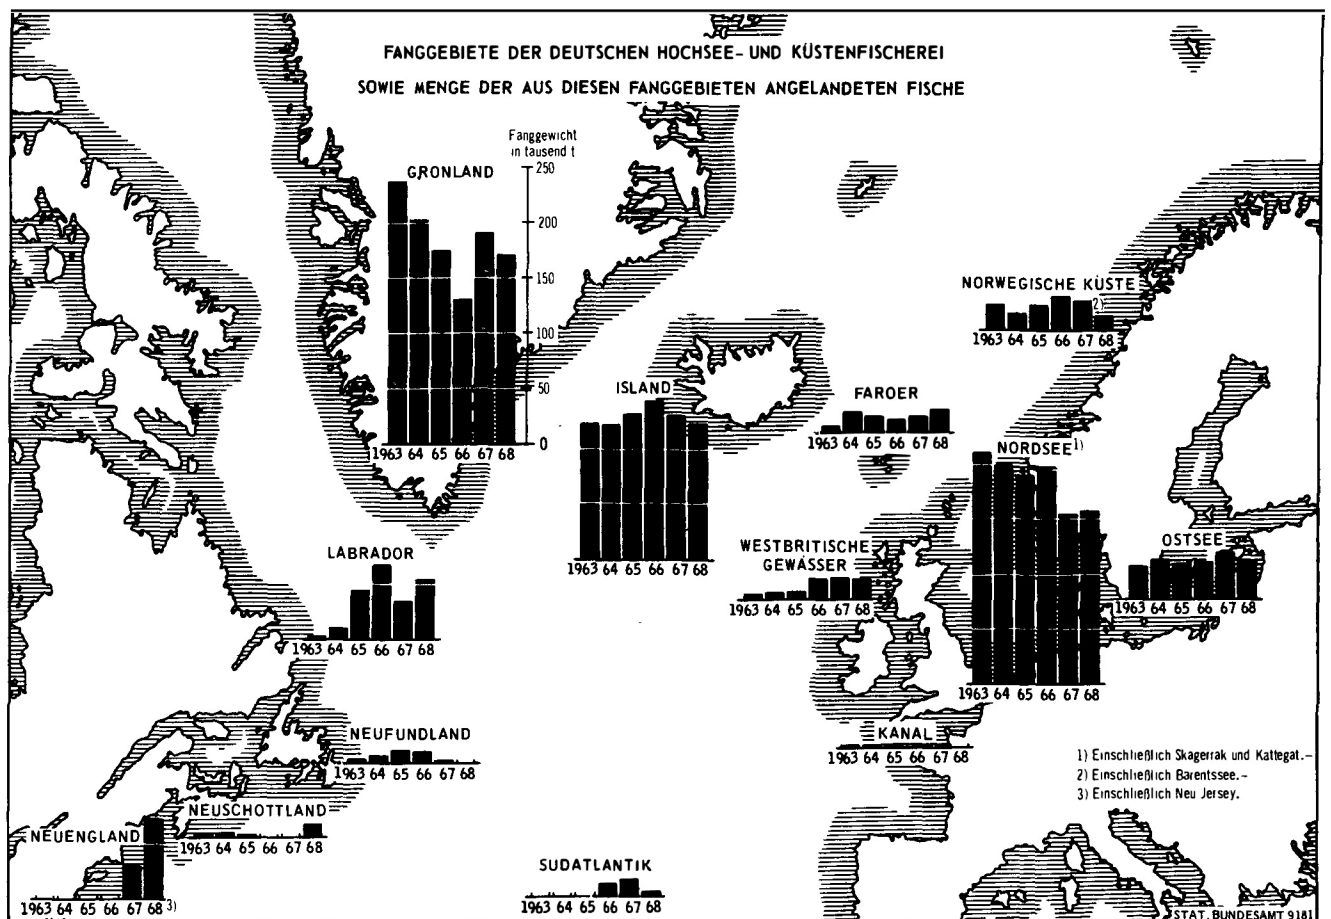 FANGGEBIETE DER DEUTSCHEN HOCHSEE- UND KÜSTENFISCHEREI
SOWIE MENGE DER AUS DIESEN FANGGEBIETEN ANGELANDETEN FISCHE
Fanggewicht
in tausend t
250
200
150
100
50
0
GRONLAND
1963 64 65 66 67 68
NORWEGISCHE KÜSTE
2)
1963 64 65 66 67 68
ISLAND
1963 64 65 66 67 68
FAROER
1963 64 65 66 67 68
NORDSEE 1)
1963 64 65 66 67 68
LABRADOR
1963 64 65 66 67 68
WESTBRITISCHE
GEWÄSSER
1963 64 65 66 67 68
OSTSEE
1963 64 65 66 67 68
NEUFUNDLAND
1963 64 65 66 67 68
KANAL
1963 64 65 66 67 68
NEUSCHOTTLAND
1963 64 65 66 67 68
NEUENGLAND
1963 64 65 66 67 68 3)
SUDATLANTIK
1963 64 65 66 67 68
1) Einschließlich Skagerrak und Kattegat.–
2) Einschließlich Barentssee.–
3) Einschließlich Neu Jersey.
STAT. BUNDESAMT 9181